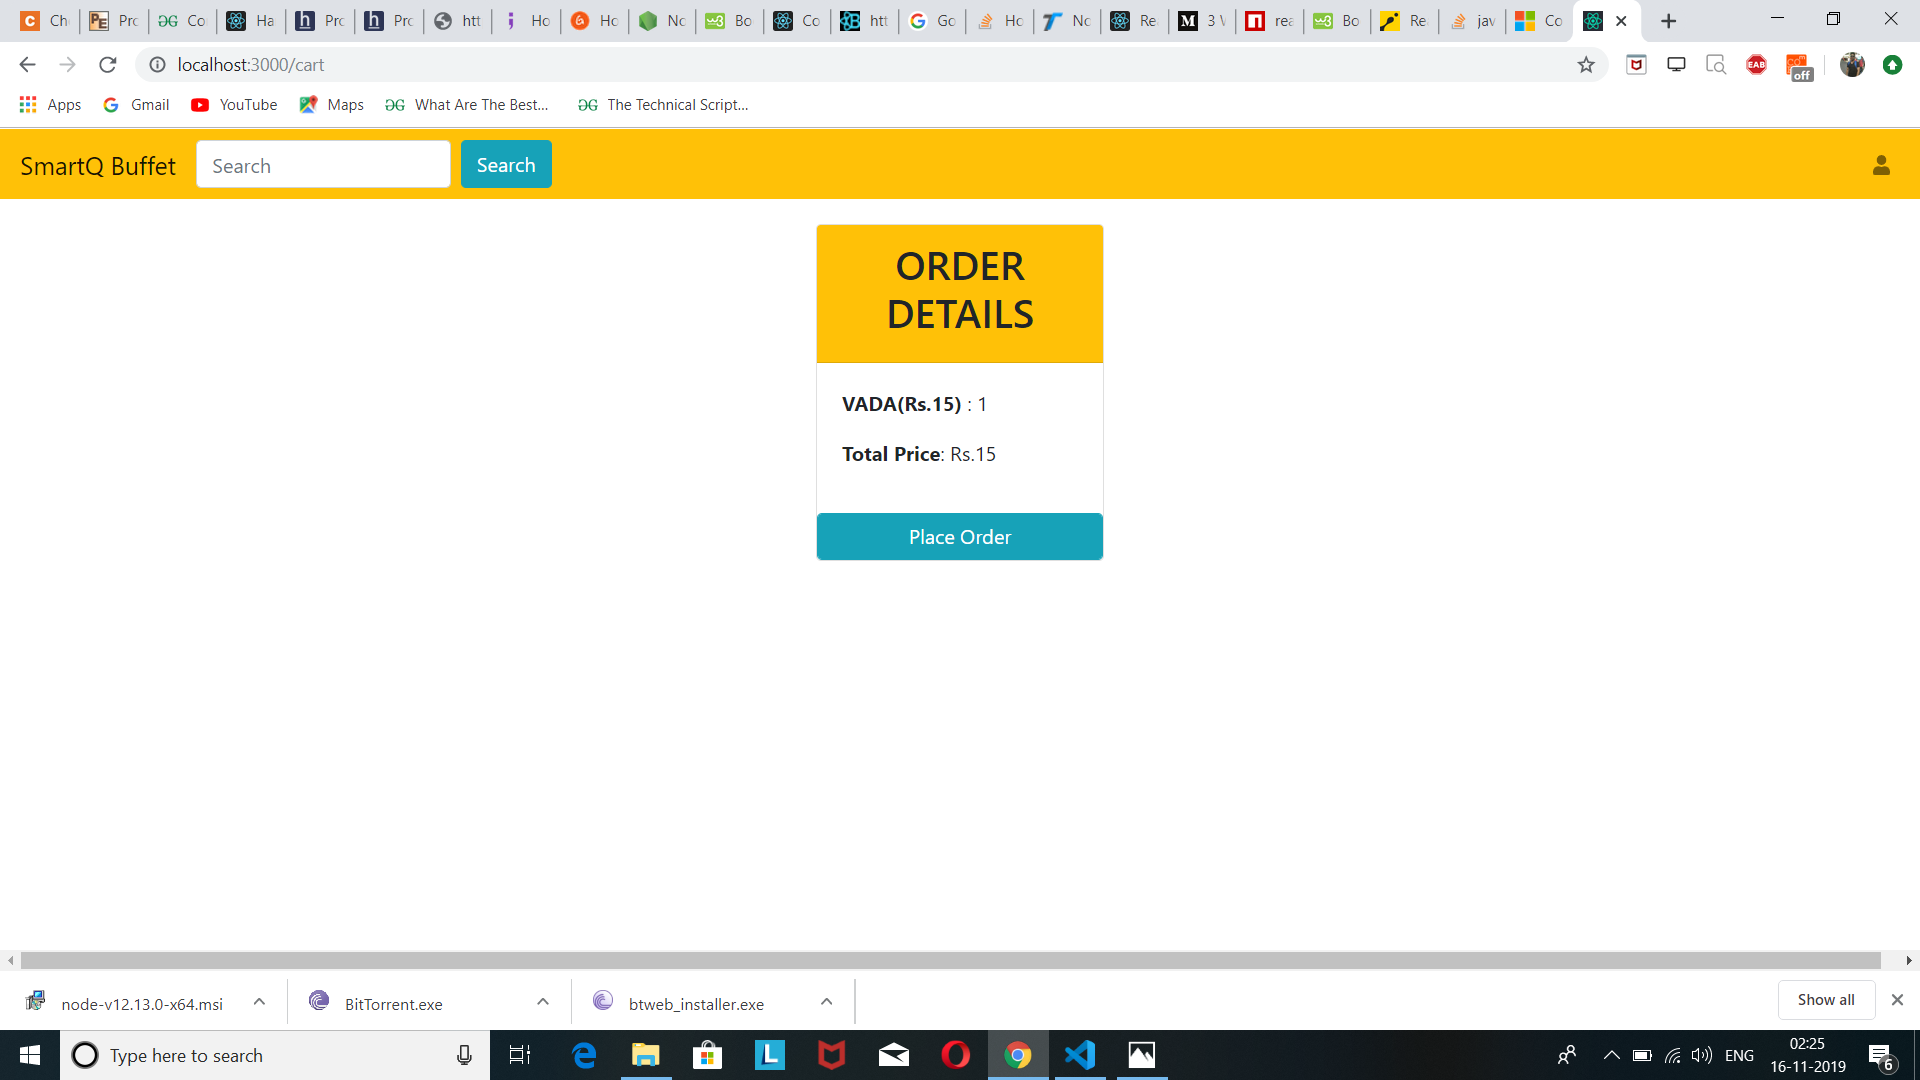 Ch Pro Co Ha Pro Pro htt Ho Ho No Bo Co htt Go Ho No Re 3 W rea Bo Re jav Co
localhost:3000/cart
EAB
off
Apps Gmail YouTube Maps What Are The Best... The Technical Script...
SmartQ Buffet Search Search
ORDER
DETAILS
VADA(Rs.15) : 1
Total Price: Rs.15
Place Order
node-v12.13.0-x64.msi BitTorrent.exe btweb_installer.exe Show all
Type here to search
ENG
02:25
16-11-2019
6